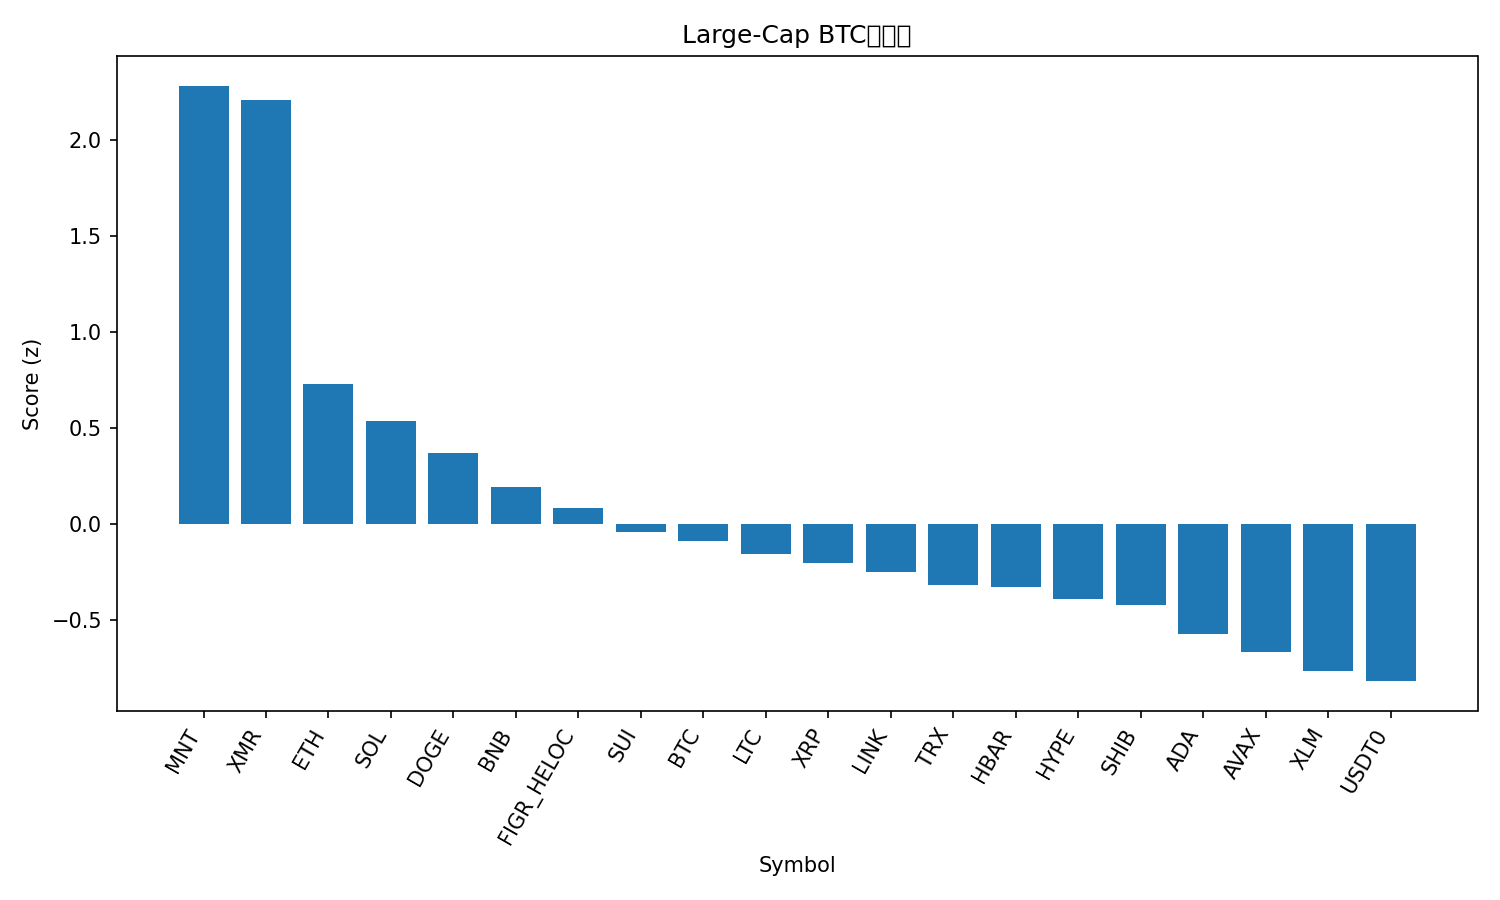 Large-Cap BTC
Score (z)
2.0
1.5
1.0
0.5
0.0
−0.5
MNT
XMR
ETH
SOL
DOGE
BNB
FIGR_HELOC
SUI
BTC
LTC
XRP
LINK
TRX
HBAR
HYPE
SHIB
ADA
AVAX
XLM
USDT0
Symbol